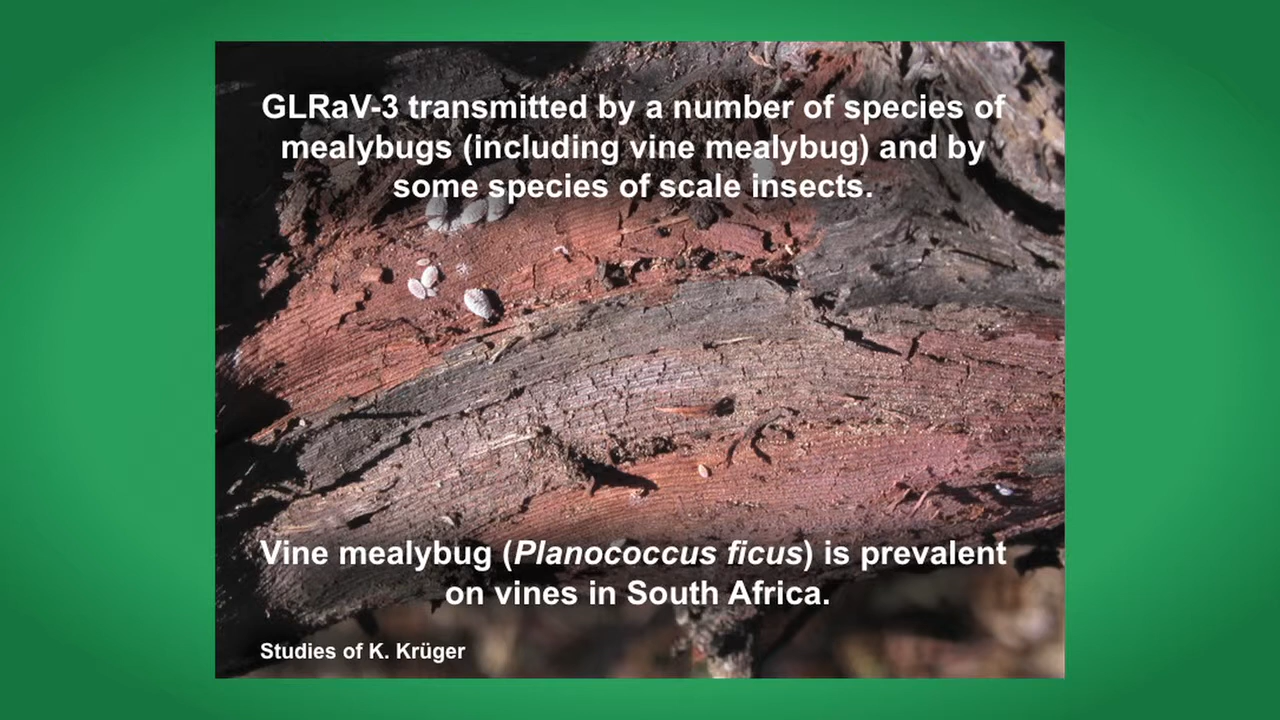 GLRaV-3 transmitted by a number of species of
mealybugs (including vine mealybug) and by
some species of scale insects.
Vine mealybug (Planococcus ficus) is prevalent
on vines in South Africa.
Studies of K. Krüger